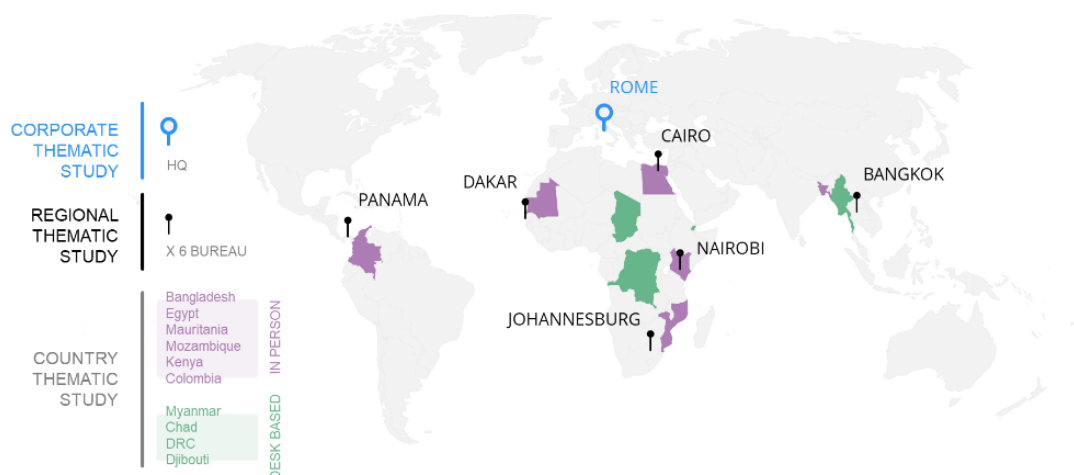 CORPORATE
THEMATIC
STUDY
HQ
REGIONAL
THEMATIC
STUDY
X 6 BUREAU
COUNTRY
THEMATIC
STUDY
Bangladesh
Egypt
Mauritania
Mozambique
Kenya
Colombia
IN PERSON
Myanmar
Chad
DRC
Djibouti
DESK BASED
ROME
CAIRO
DAKAR
BANGKOK
PANAMA
NAIROBI
JOHANNESBURG